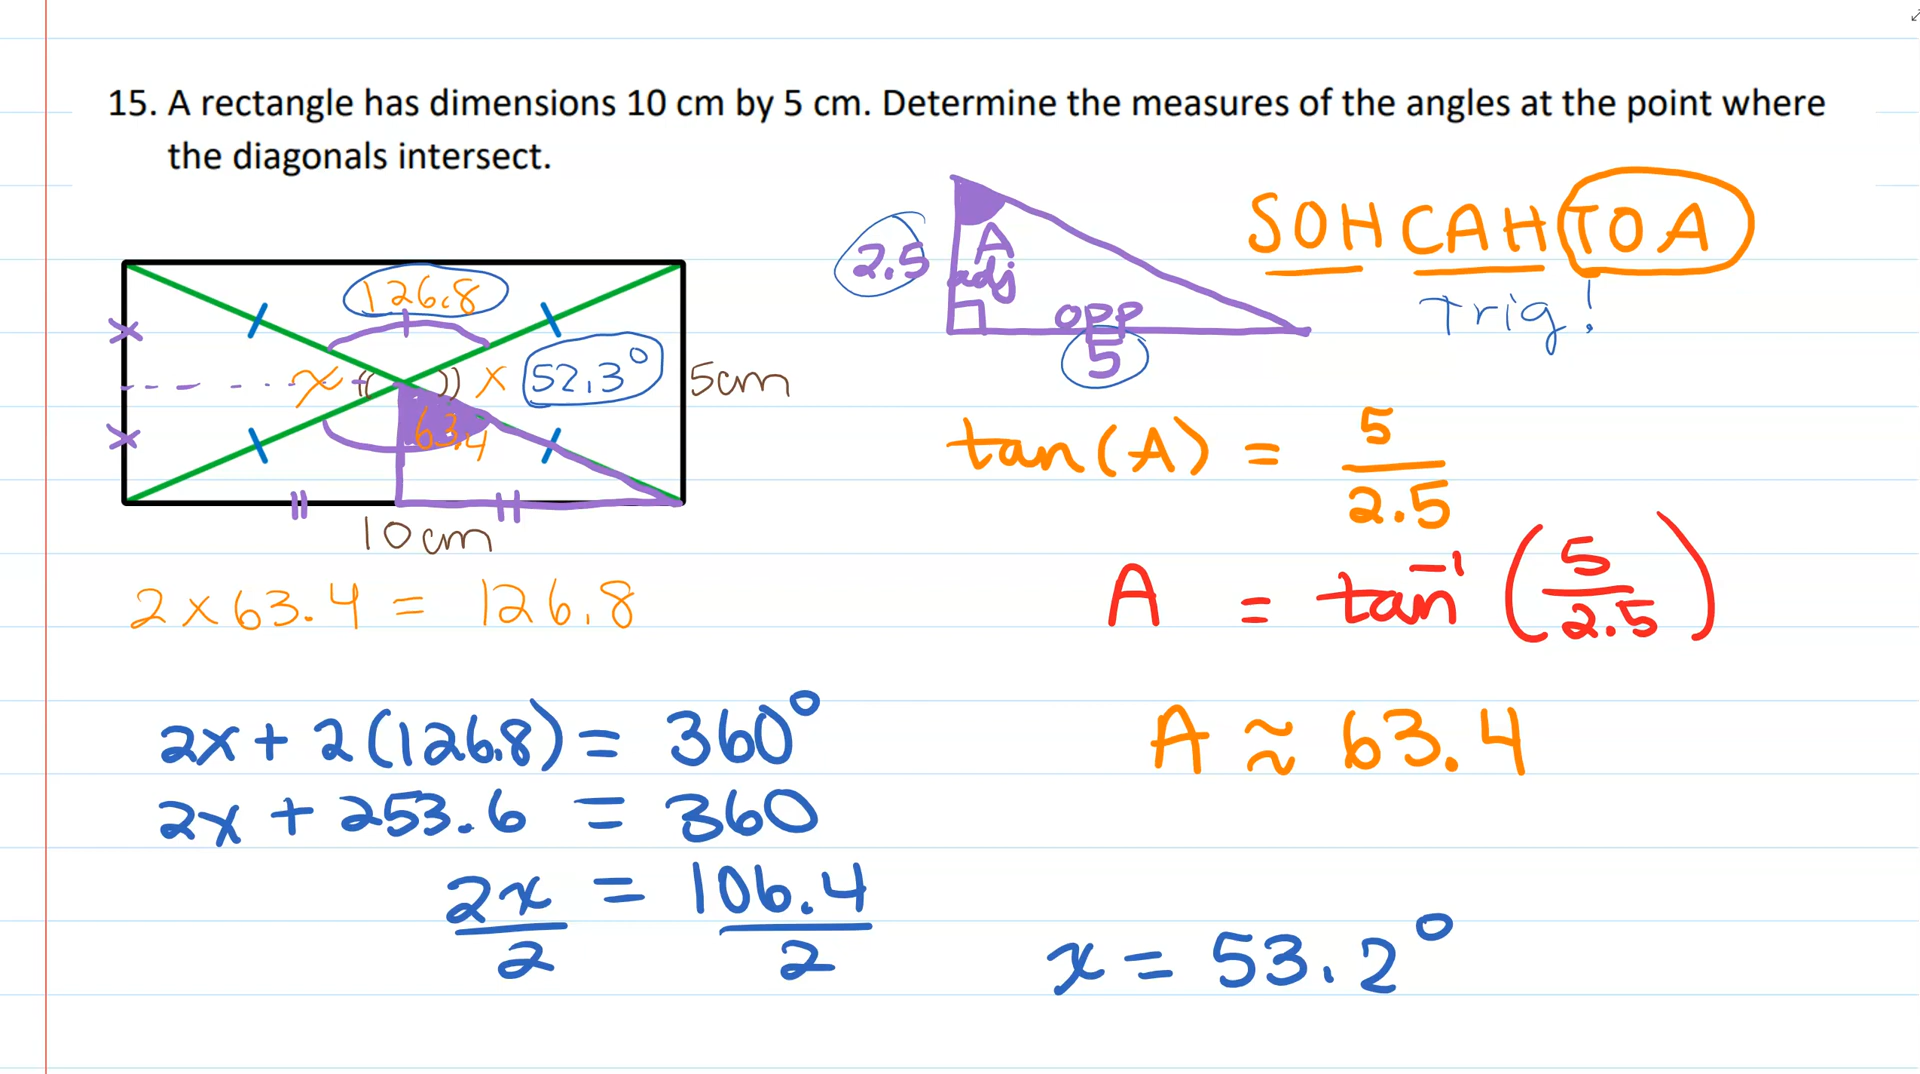 15. A rectangle has dimensions 10 cm by 5 cm. Determine the measures of the angles at the point where
the diagonals intersect.
SOH CAH TOA
Trig!
2.5
A
adj
opp
5
126.8
x
x
52.3°
5cm
63.4
10cm
tan(A) = 5/2.5
A = tan⁻¹(5/2.5)
A ≈ 63.4
2 x 63.4 = 126.8
2x + 2(126.8) = 360°
2x + 253.6 = 360
2x/2 = 106.4/2
x = 53.2°